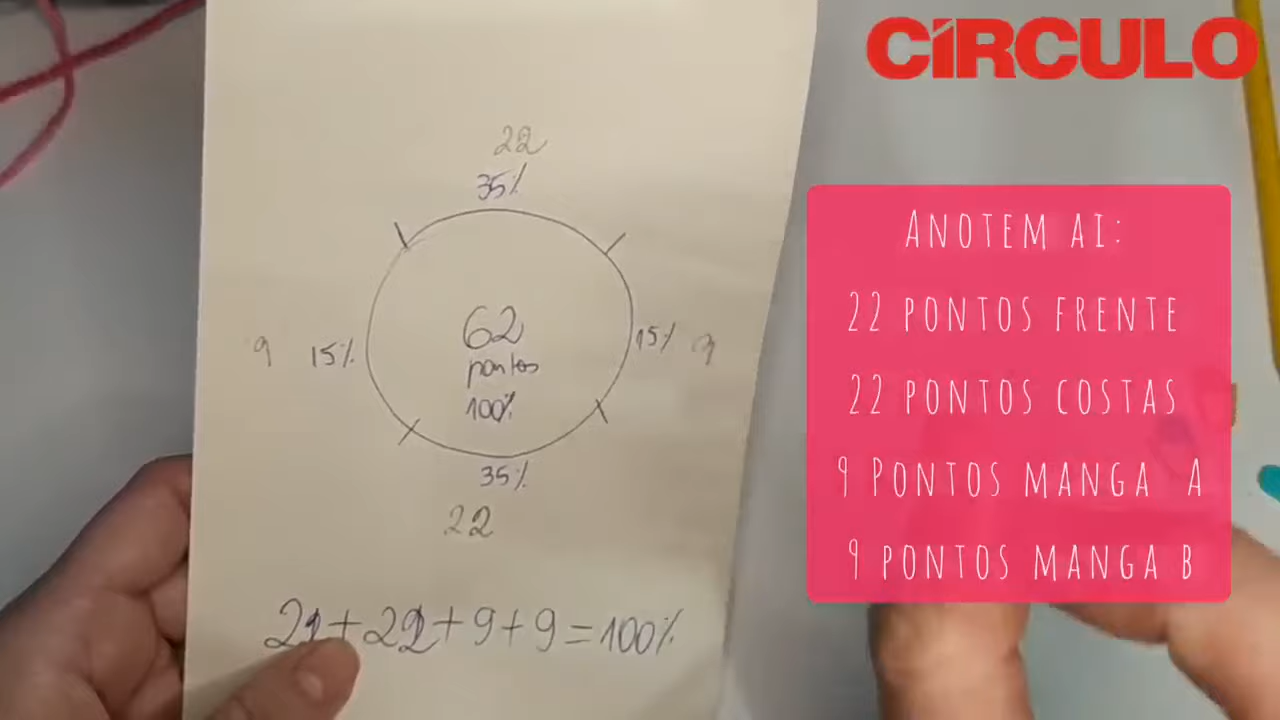 CÍRCULO
22
35%
9 15%
62
pontos
100%
15% 9
35%
22
22+22+9+9=100%
ANOTEM AI:
22 PONTOS FRENTE
22 PONTOS COSTAS
9 PONTOS MANGA A
9 PONTOS MANGA B